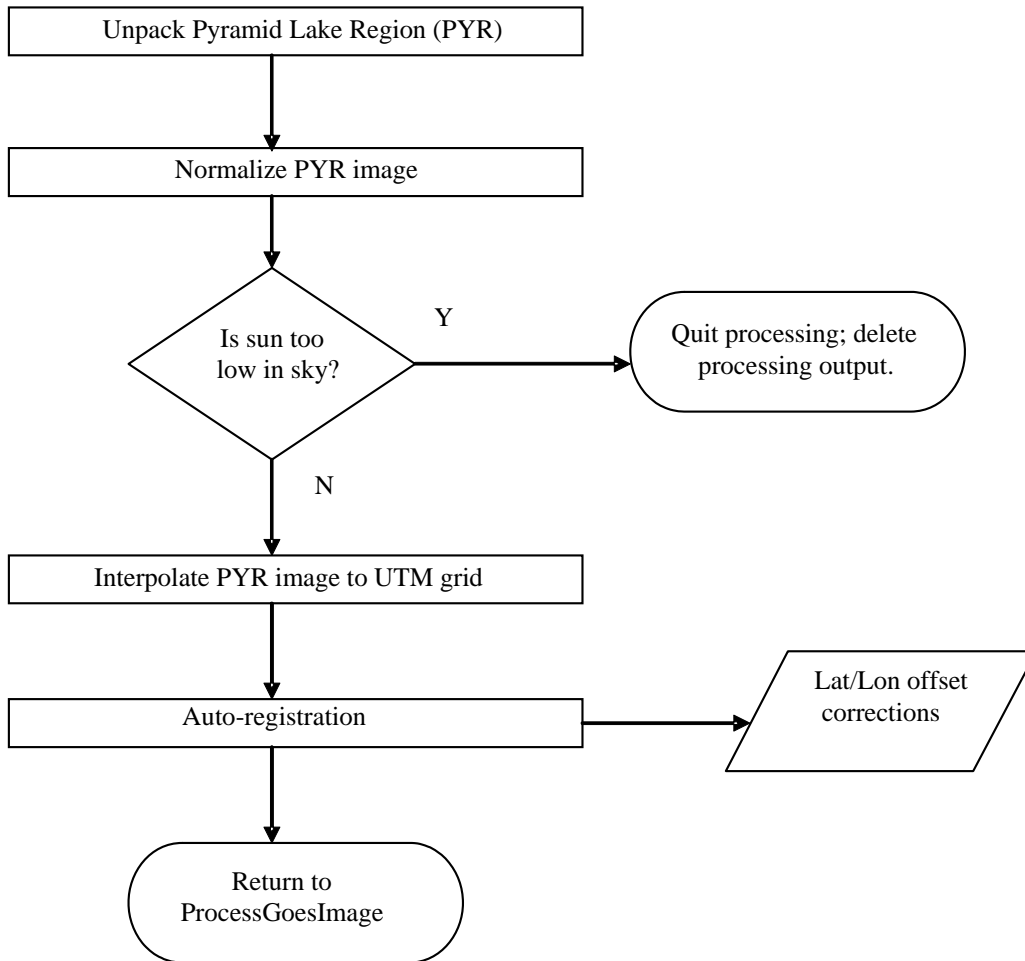 Unpack Pyramid Lake Region (PYR)
Normalize PYR image
Is sun too
low in sky?
Y
Quit processing; delete
processing output.
N
Interpolate PYR image to UTM grid
Auto-registration
Lat/Lon offset
corrections
Return to
ProcessGoesImage